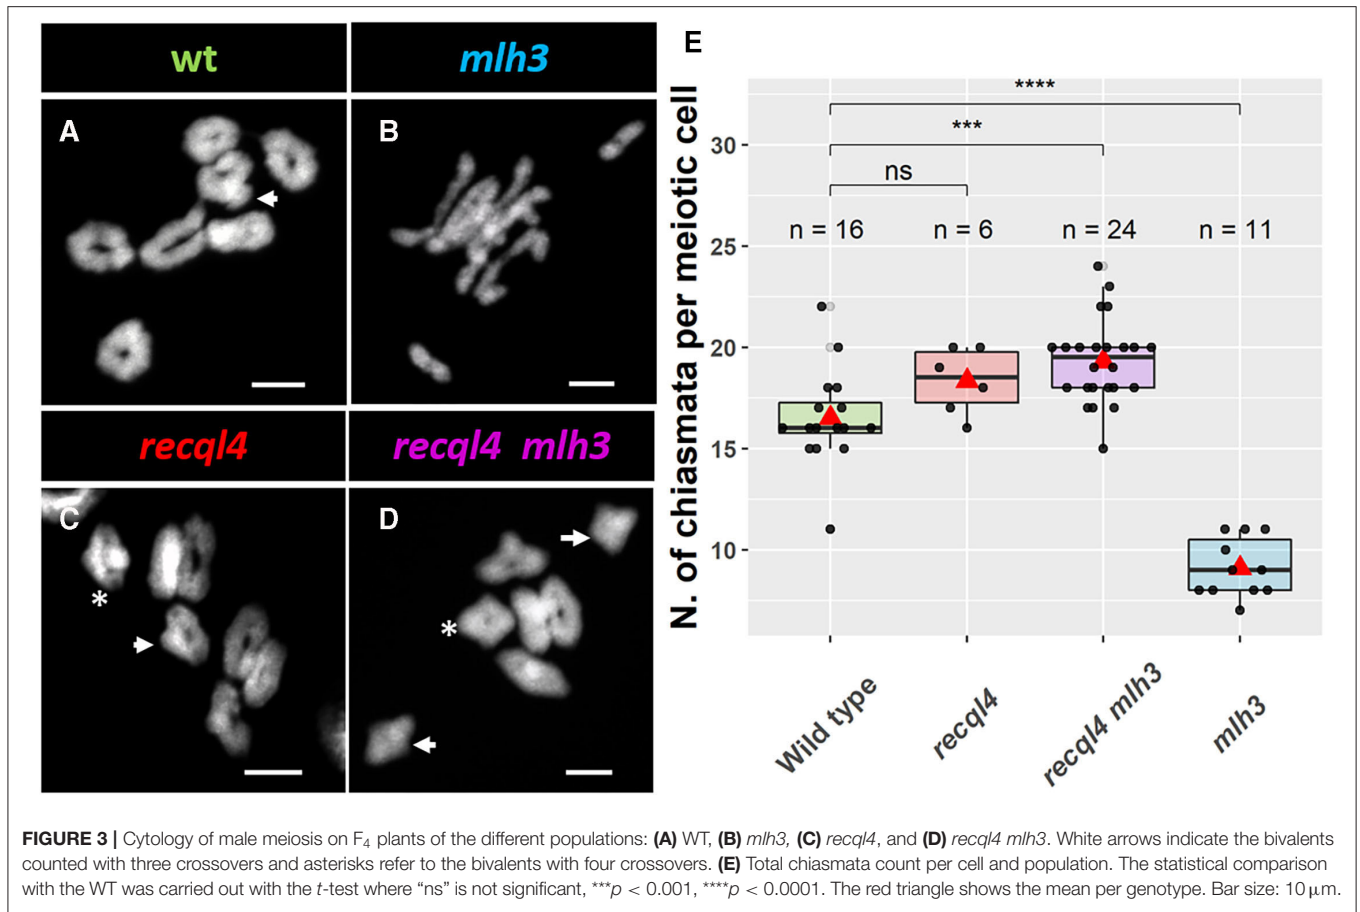 wt
mlh3
A
B
recql4
recql4 mlh3
C
*
D
*
E
N. of chiasmata per meiotic cell
30
25
20
15
10
****
***
ns
n = 16
n = 6
n = 24
n = 11
Wild type
recql4
recql4 mlh3
mlh3
FIGURE 3 | Cytology of male meiosis on F₄ plants of the different populations: (A) WT, (B) mlh3, (C) recql4, and (D) recql4 mlh3. White arrows indicate the bivalents
counted with three crossovers and asterisks refer to the bivalents with four crossovers. (E) Total chiasmata count per cell and population. The statistical comparison
with the WT was carried out with the t-test where “ns” is not significant, ***p < 0.001, ****p < 0.0001. The red triangle shows the mean per genotype. Bar size: 10 μm.